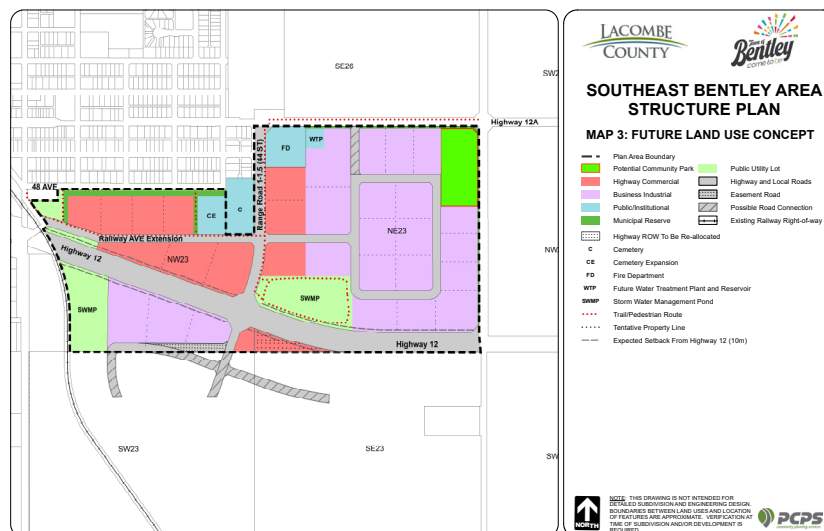 SE26
SW2
Highway 12A
FD
WTP
Range Road 1-1.5 (44 ST)
48 AVE
CE
C
NE23
Railway AVE Extension
Highway 12
NW23
NW
SWMP
SWMP
Highway 12
SW23
SE23
SW
LACOMBE
COUNTY
Town of
Bentley
come to be
SOUTHEAST BENTLEY AREA
STRUCTURE PLAN
MAP 3: FUTURE LAND USE CONCEPT
Plan Area Boundary
Potential Community Park
Highway Commercial
Business Industrial
Public/Institutional
Municipal Reserve
Public Utility Lot
Highway and Local Roads
Easement Road
Possible Road Connection
Existing Railway Right-of-way
Highway ROW To Be Re-allocated
C Cemetery
CE Cemetery Expansion
FD Fire Department
WTP Future Water Treatment Plant and Reservoir
SWMP Storm Water Management Pond
Trail/Pedestrian Route
Tentative Property Line
Expected Setback From Highway 12 (10m)
NORTH
NOTE: THIS DRAWING IS NOT INTENDED FOR
DETAILED SUBDIVISION AND ENGINEERING DESIGN.
BOUNDARIES BETWEEN LAND USES AND LOCATION
OF FEATURES ARE APPROXIMATE. VERIFICATION AT
TIME OF SUBDIVISION AND/OR DEVELOPMENT IS
REQUIRED
PCPS